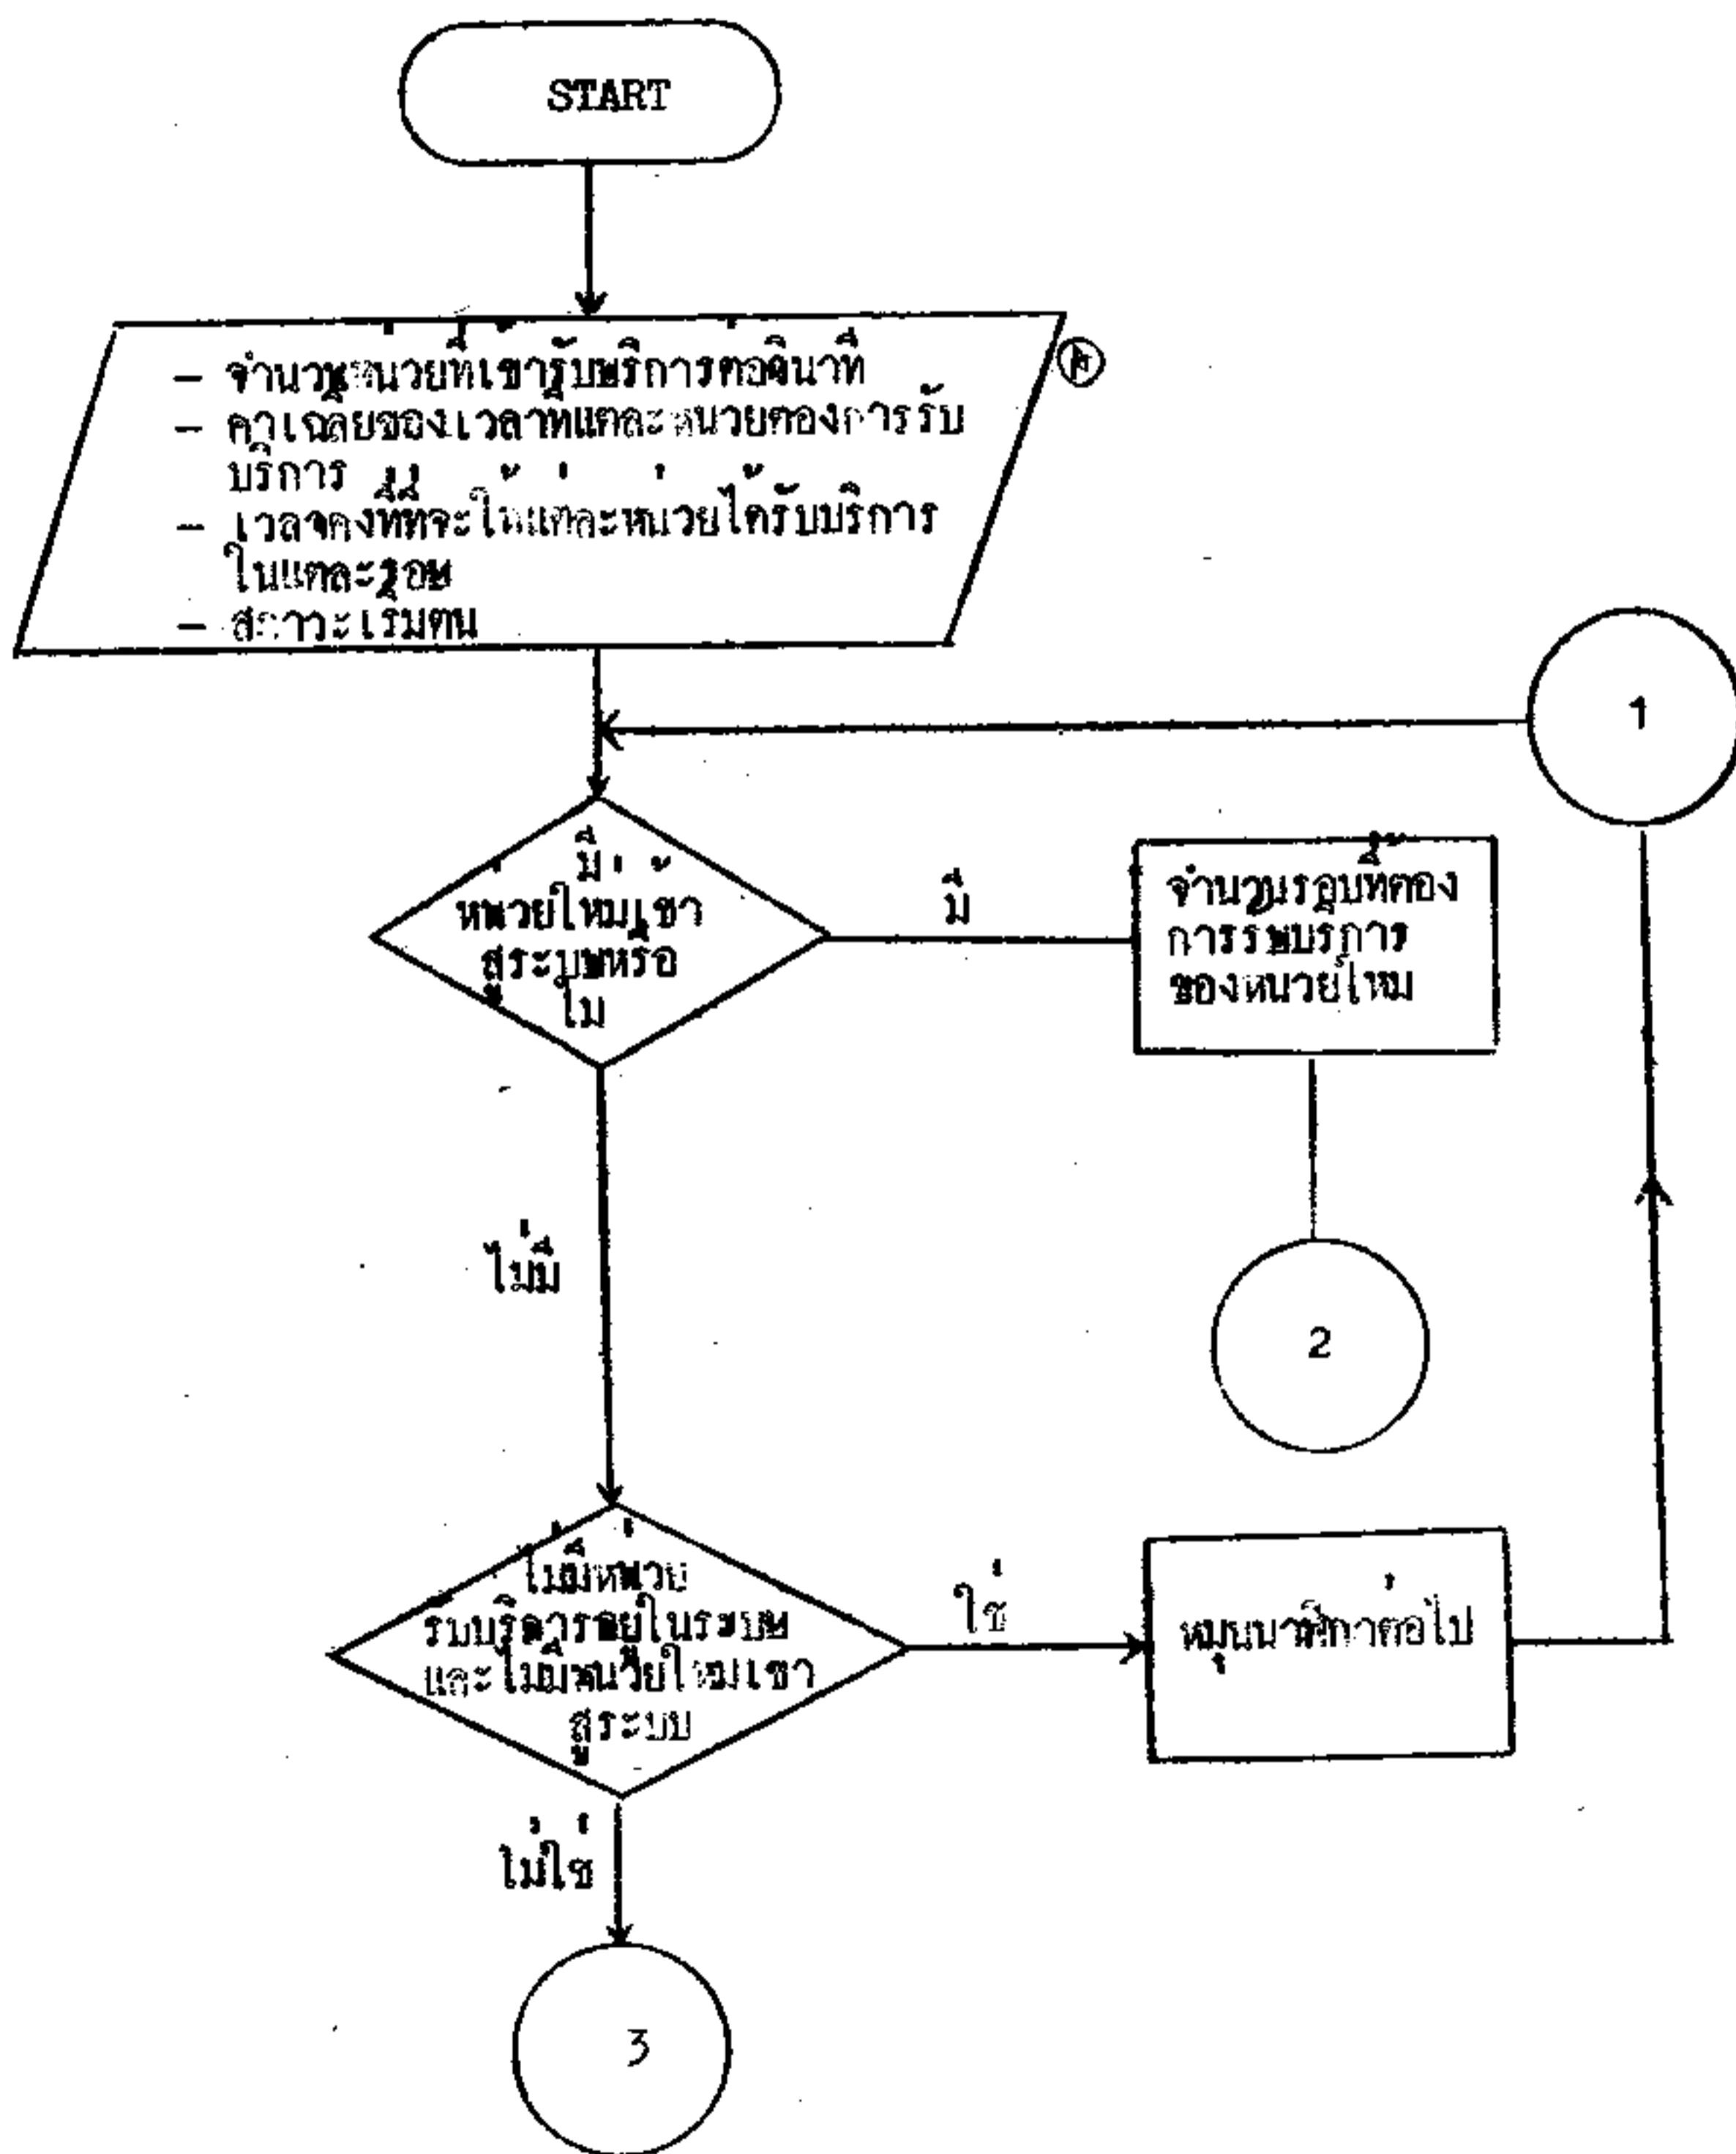 START
- จำนวนหน่วยที่เข้ารับบริการต่อวินาที
- ค่าเฉลี่ยของเวลาที่แต่ละหน่วยต้องการรับ
บริการ
- เวลาคงที่ที่จะให้แต่ละหน่วยได้รับบริการ
ในแต่ละรอบ
- สภาวะเริ่มต้น
1
มี
หน่วยใหม่เข้า
สู่ระบบหรือ
ไม่
มี
จำนวนรอบที่ต้อง
การรับบริการ
ของหน่วยใหม่
ไม่มี
2
ไม่มีหน่วย
รับบริการอยู่ในระบบ
และไม่มีหน่วยใหม่เข้า
สู่ระบบ
ใช่
หมุนนาฬิกาต่อไป
ไม่ใช่
3